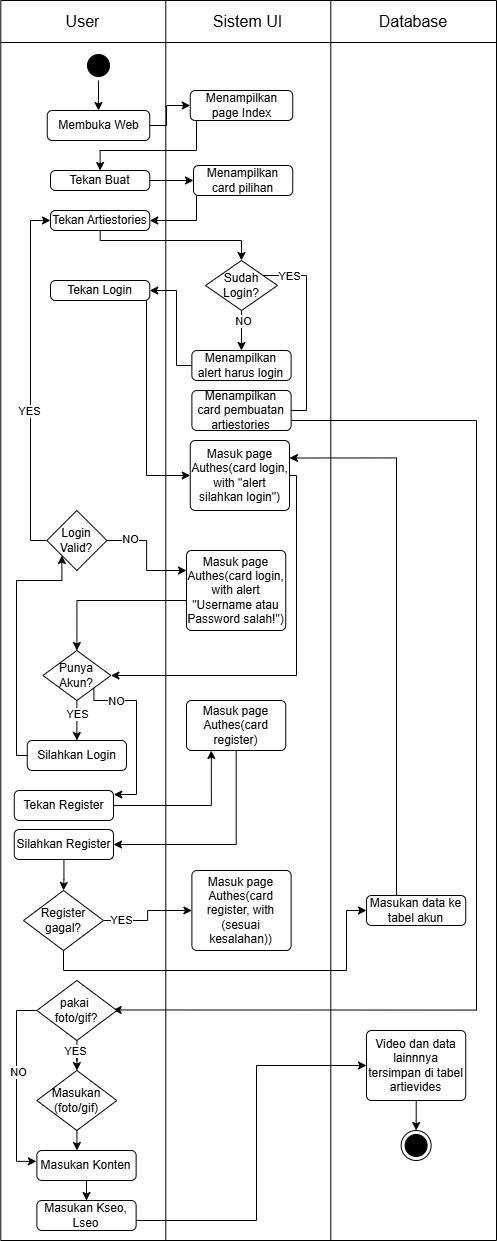 User
Sistem UI
Database
Membuka Web
Menampilkan
page Index
Tekan Buat
Menampilkan
card pilihan
Tekan Artiestories
Sudah
Login?
YES
Tekan Login
NO
Menampilkan
alert harus login
Menampilkan
card pembuatan
artiestories
YES
Masuk page
Authes(card login,
with "alert
silahkan login")
Login
Valid?
NO
Masuk page
Authes(card login,
with alert
"Username atau
Password salah!")
Punya
Akun?
NO
YES
Masuk page
Authes(card
register)
Silahkan Login
Tekan Register
Silahkan Register
Masuk page
Authes(card
register, with
(sesuai
kesalahan))
Register
gagal?
YES
Masukan data ke
tabel akun
pakai
foto/gif?
YES
NO
Video dan data
lainnnya
tersimpan di tabel
artievides
Masukan
(foto/gif)
Masukan Konten
Masukan Kseo,
Lseo